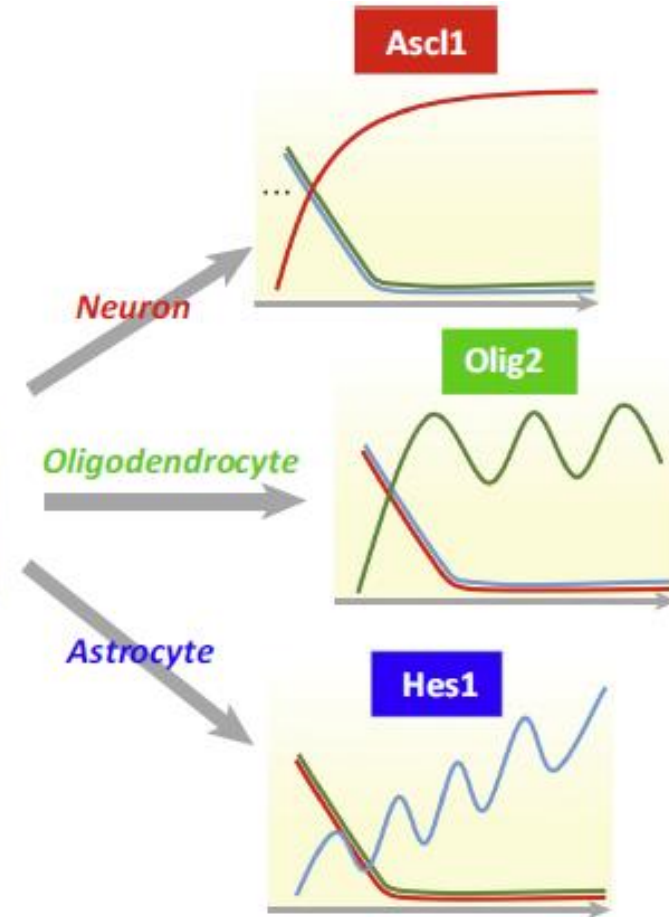 Ascl1
...
Neuron
Olig2
Oligodendrocyte
Astrocyte
Hes1